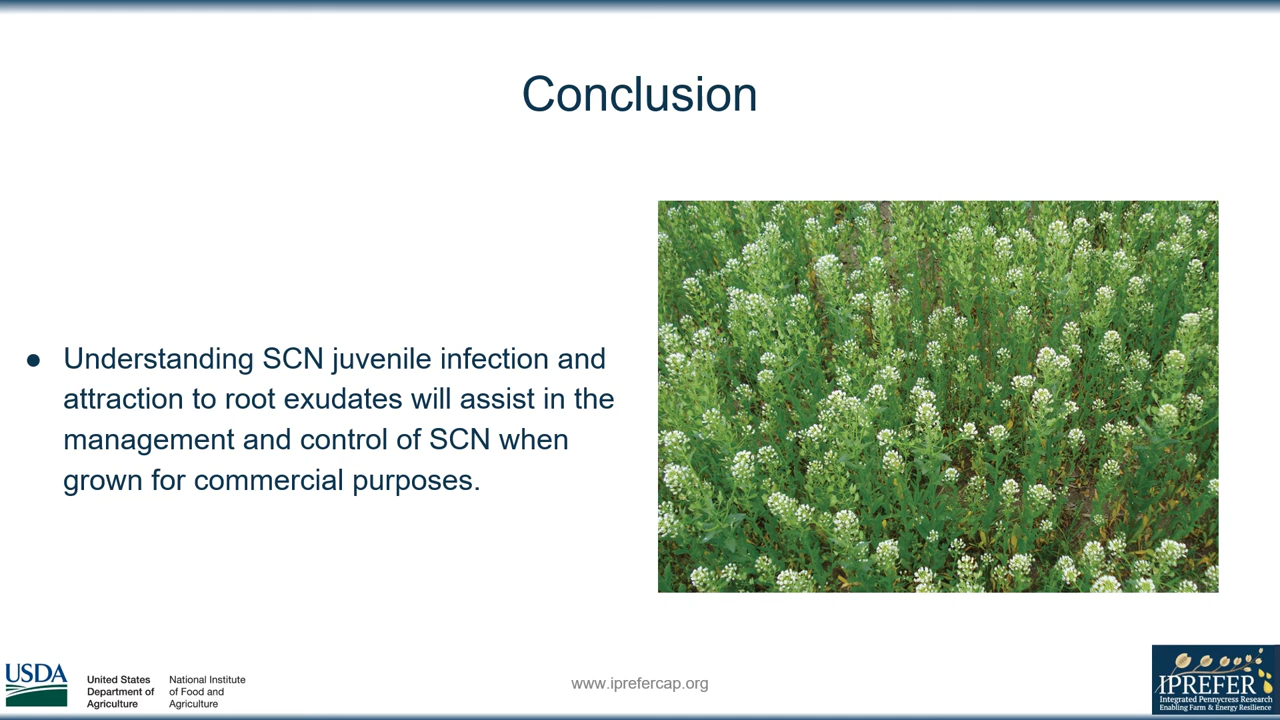 Conclusion
● Understanding SCN juvenile infection and
attraction to root exudates will assist in the
management and control of SCN when
grown for commercial purposes.
USDA
United States
Department of
Agriculture
National Institute
of Food and
Agriculture
www.iprefercap.org
IPREFER
Integrated Pennycress Research
Enabling Farm & Energy Resilience